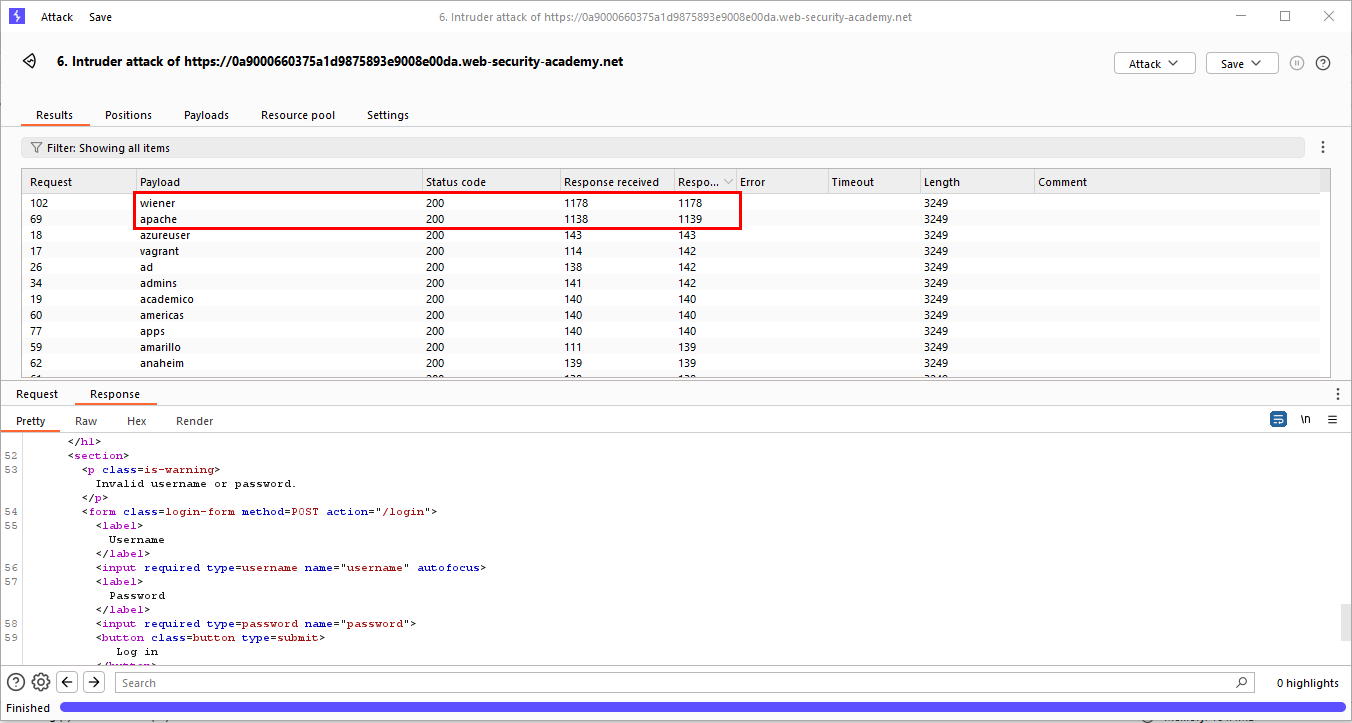 Attack Save 6. Intruder attack of https://0a9000660375a1d9875893e9008e00da.web-security-academy.net
6. Intruder attack of https://0a9000660375a1d9875893e9008e00da.web-security-academy.net Attack Save
Results Positions Payloads Resource pool Settings
Filter: Showing all items
Request Payload Status code Response received Respo... Error Timeout Length Comment
102 wiener 200 1178 1178 3249
69 apache 200 1138 1139 3249
18 azureuser 200 143 143 3249
17 vagrant 200 114 142 3249
26 ad 200 138 142 3249
34 admins 200 141 142 3249
19 academico 200 140 140 3249
60 americas 200 140 140 3249
77 apps 200 140 140 3249
59 amarillo 200 111 139 3249
62 anaheim 200 139 139 3249
Request Response
Pretty Raw Hex Render \n
</h1>
52 <section>
53 <p class=is-warning>
Invalid username or password.
</p>
54 <form class=login-form method=POST action="/login">
55 <label>
Username
</label>
56 <input required type=username name="username" autofocus>
57 <label>
Password
</label>
58 <input required type=password name="password">
59 <button class=button type=submit>
Log in
Search 0 highlights
Finished